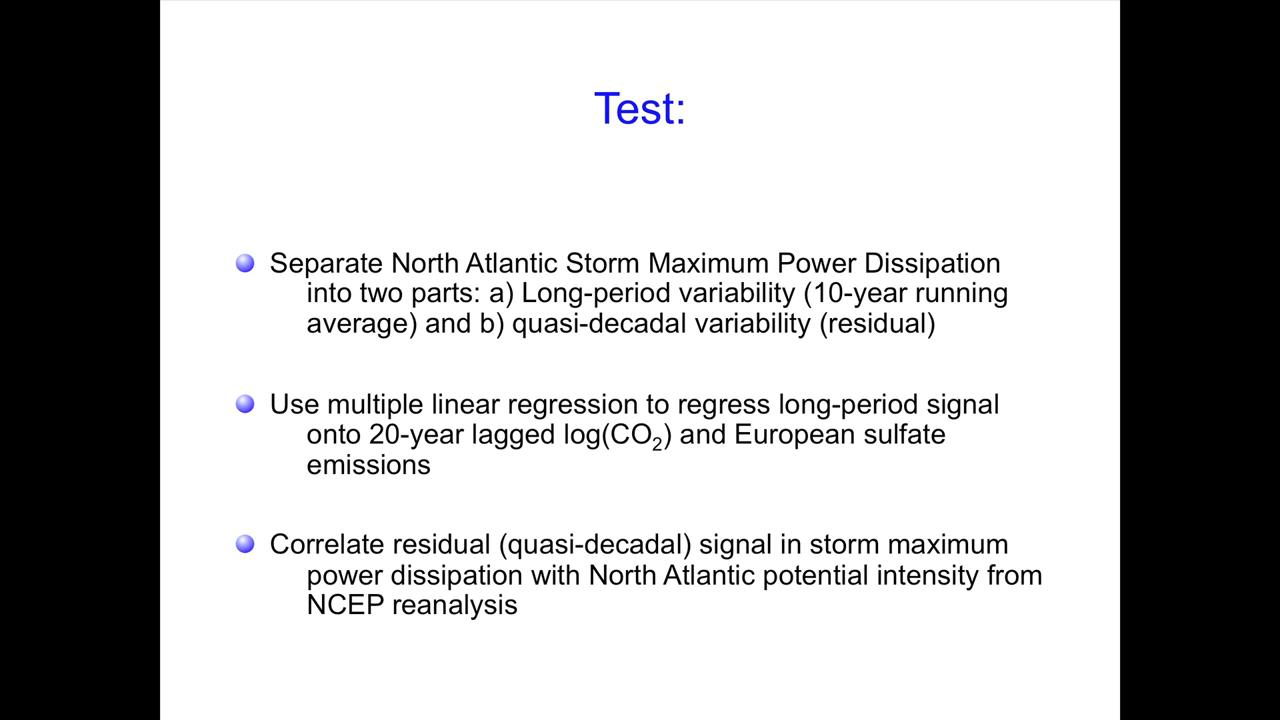 Test:
Separate North Atlantic Storm Maximum Power Dissipation
into two parts: a) Long-period variability (10-year running
average) and b) quasi-decadal variability (residual)
Use multiple linear regression to regress long-period signal
onto 20-year lagged log(CO₂) and European sulfate
emissions
Correlate residual (quasi-decadal) signal in storm maximum
power dissipation with North Atlantic potential intensity from
NCEP reanalysis